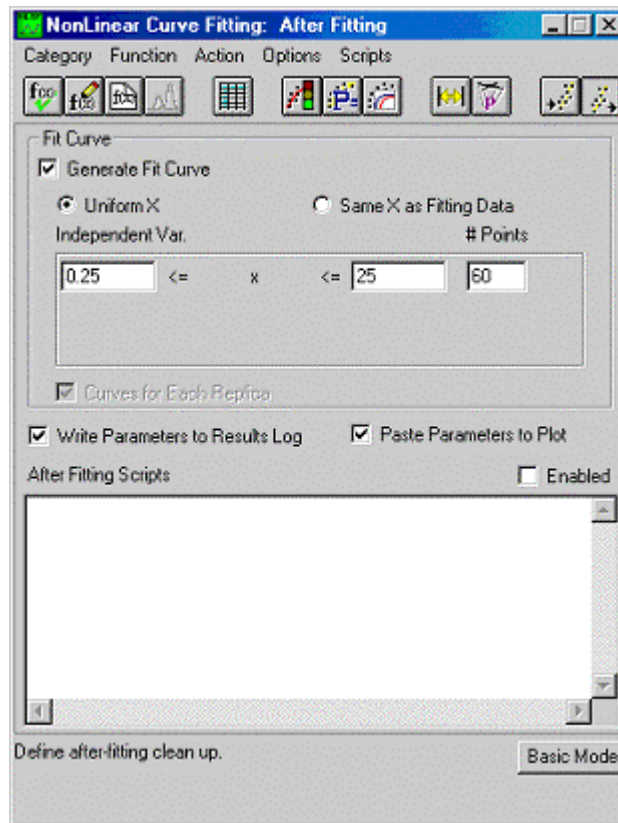 NonLinear Curve Fitting: After Fitting
Category Function Action Options Scripts
Fit Curve
Generate Fit Curve
Uniform X Same X as Fitting Data
Independent Var. # Points
0.25 <= x <= 25 60
Curves for Each Replica
Write Parameters to Results Log Paste Parameters to Plot
After Fitting Scripts Enabled
Define after-fitting clean up. Basic Mode